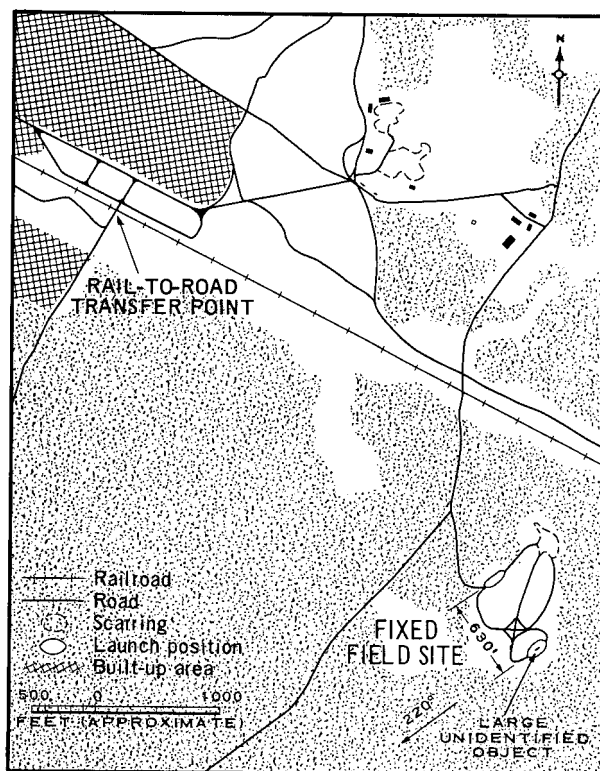 N
RAIL-TO-ROAD
TRANSFER POINT
Railroad
Road
Scarring
Launch position
Built-up area
500 0 1000
FEET (APPROXIMATE)
FIXED
FIELD SITE
630'
220°
LARGE
UNIDENTIFIED
OBJECT